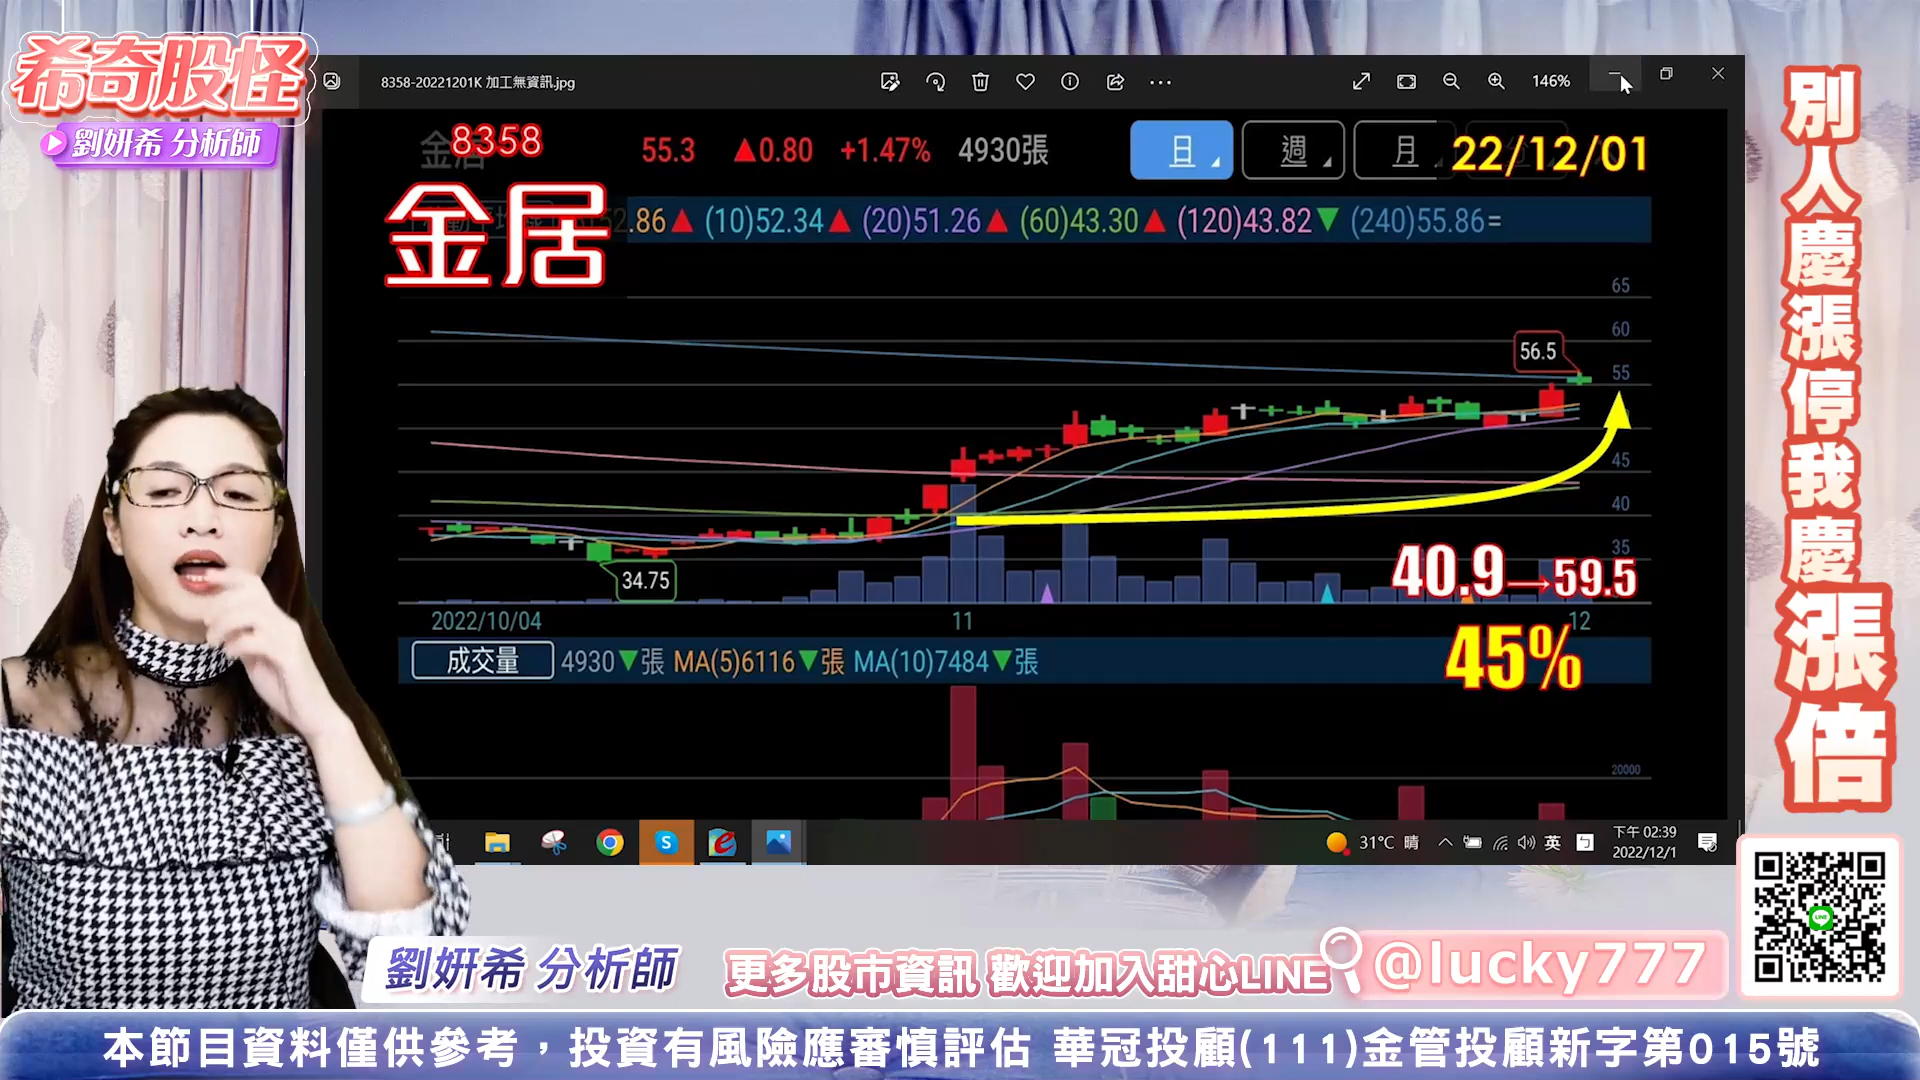 希奇股怪
劉妍希 分析師
8358-20221201K 加工無資訊.jpg
146%
8358
金居
55.3 ▲0.80 +1.47% 4930張
日 週 月
22/12/01
2.86▲ (10)52.34▲ (20)51.26▲ (60)43.30▲ (120)43.82▼ (240)55.86=
65
60
56.5
55
45
40
35
34.75
40.9→59.5
2022/10/04 11 12
45%
成交量 4930▼張 MA(5)6116▼張 MA(10)7484▼張
20000
31°C 晴 英
下午 02:39
2022/12/1
別人慶漲停我慶漲倍
LINE
劉妍希 分析師
更多股市資訊 歡迎加入甜心LINE
@lucky777
本節目資料僅供參考，投資有風險應審慎評估 華冠投顧(111)金管投顧新字第015號